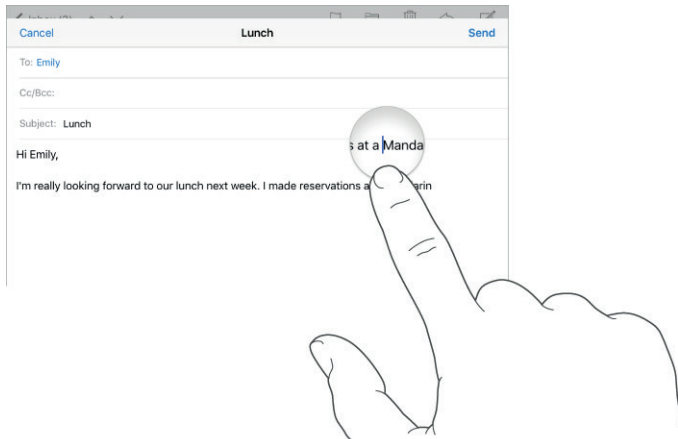 Cancel Lunch Send
To: Emily
Cc/Bcc:
Subject: Lunch
s at a Manda
Hi Emily,
I'm really looking forward to our lunch next week. I made reservations a arin